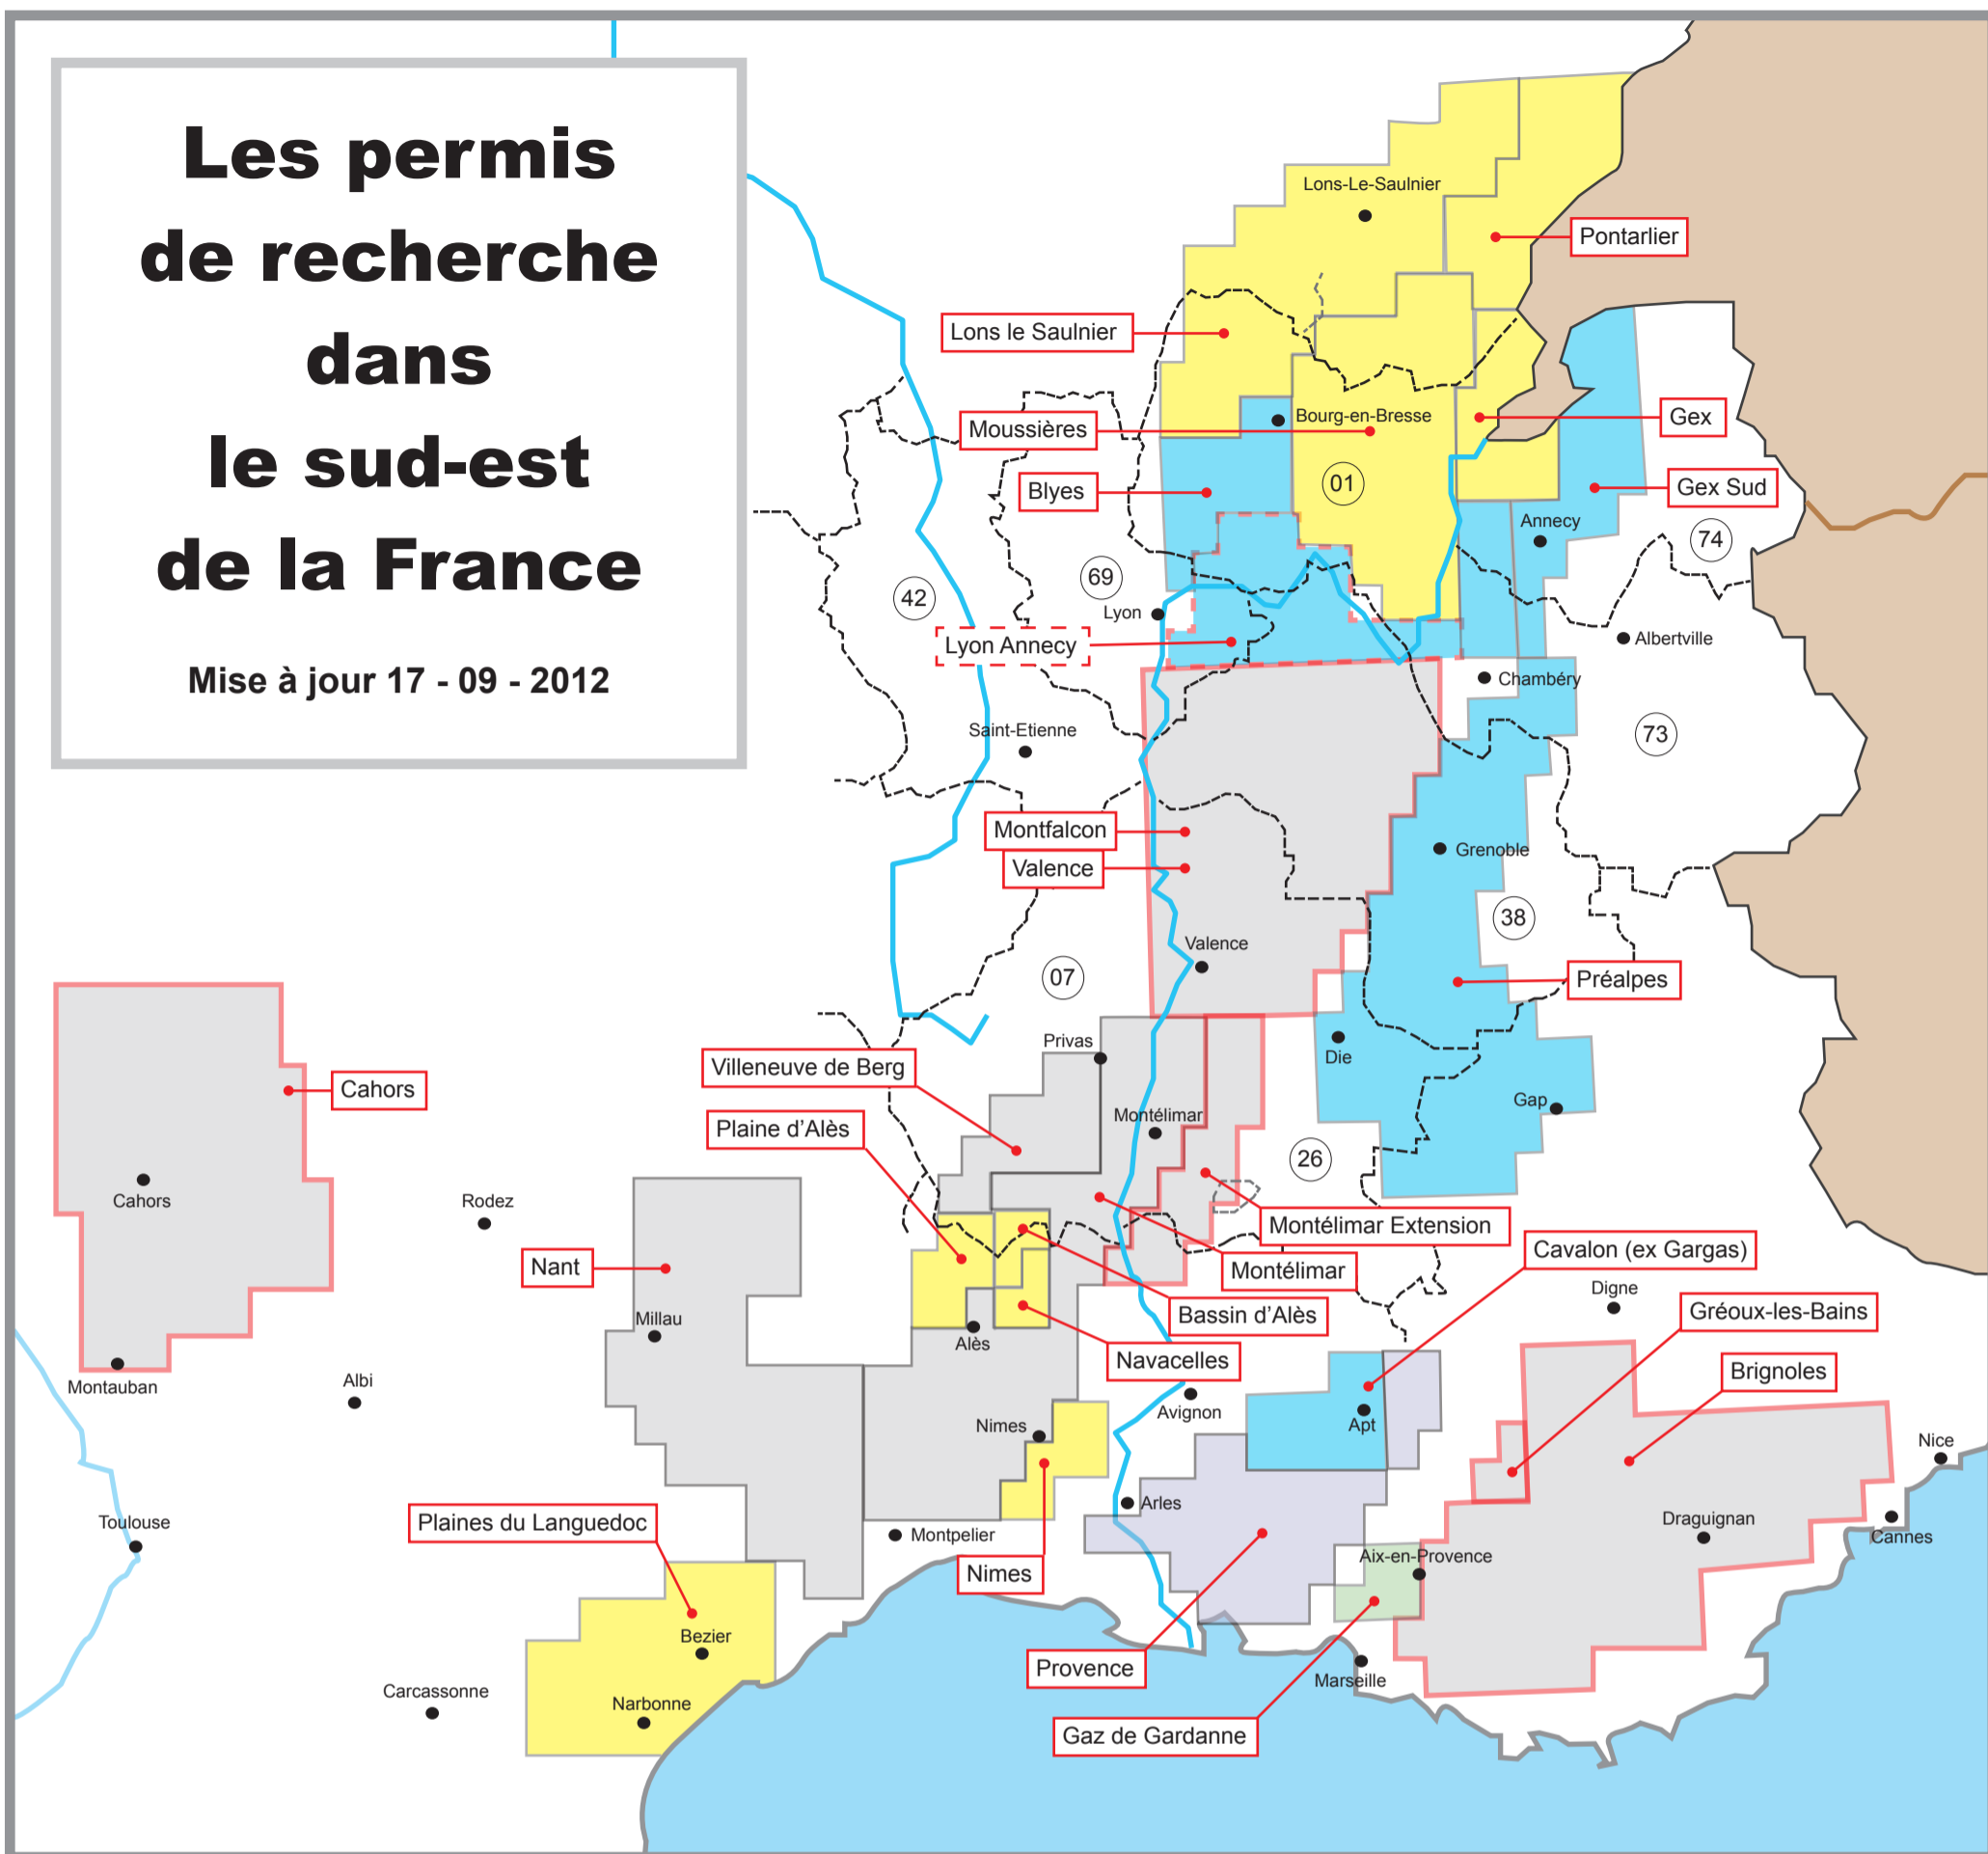 Les permis
de recherche
dans
le sud-est
de la France
Mise à jour 17 - 09 - 2012
Lons-Le-Saulnier
Pontarlier
Lons le Saulnier
Bourg-en-Bresse
Moussières
Gex
01
Blyes
Gex Sud
Annecy
74
69
42
Lyon
Lyon Annecy
Albertville
Chambéry
Saint-Etienne
73
Montfalcon
Grenoble
Valence
38
Valence
07
Préalpes
Privas
Die
Villeneuve de Berg
Cahors
Gap
Montélimar
Plaine d'Alès
26
Cahors
Rodez
Montélimar Extension
Cavalon (ex Gargas)
Nant
Montélimar
Digne
Bassin d'Alès
Gréoux-les-Bains
Millau
Alès
Navacelles
Brignoles
Montauban
Albi
Avignon
Apt
Nimes
Nice
Arles
Toulouse
Plaines du Languedoc
Montpelier
Draguignan
Cannes
Aix-en-Provence
Nimes
Bezier
Provence
Marseille
Carcassonne
Narbonne
Gaz de Gardanne